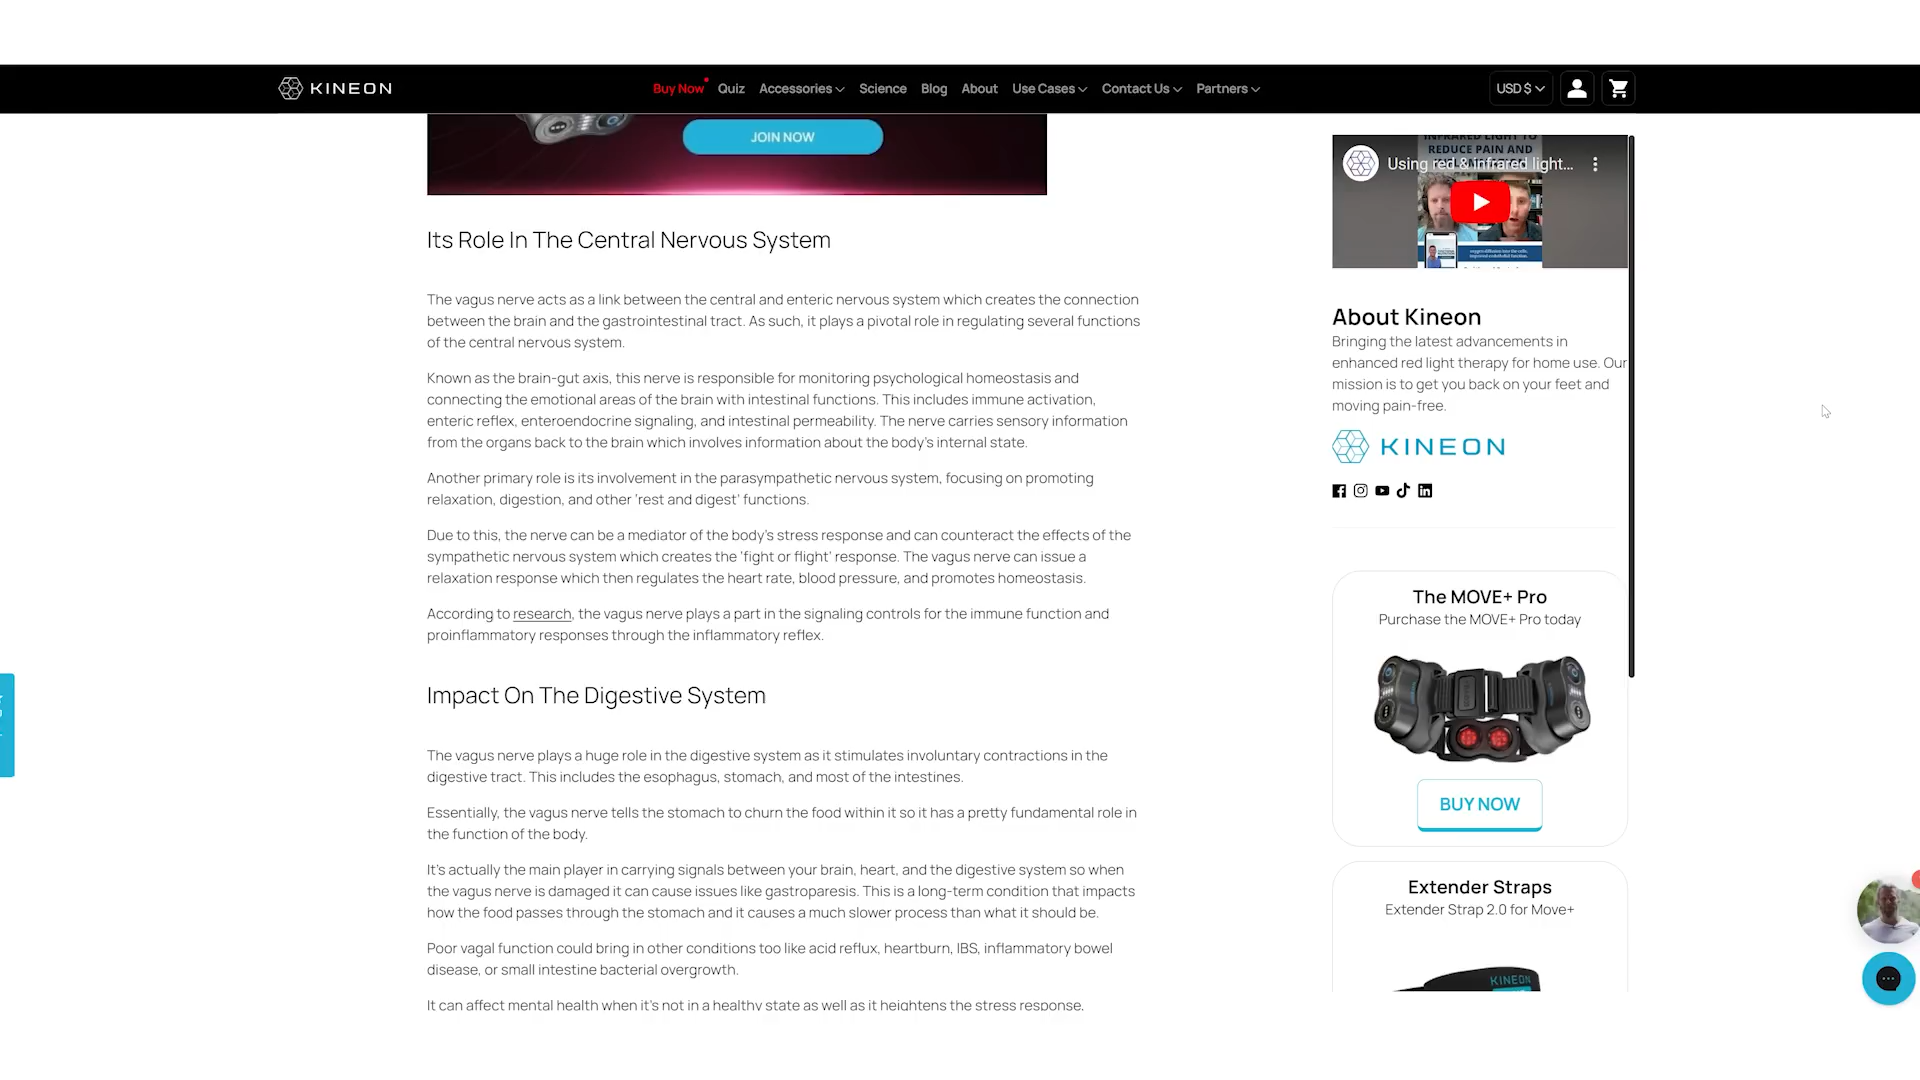 KINEON
Buy Now
Quiz
Accessories
Science
Blog
About
Use Cases
Contact Us
Partners
USD $
JOIN NOW
Its Role In The Central Nervous System
The vagus nerve acts as a link between the central and enteric nervous system which creates the connection
between the brain and the gastrointestinal tract. As such, it plays a pivotal role in regulating several functions
of the central nervous system.
Known as the brain-gut axis, this nerve is responsible for monitoring psychological homeostasis and
connecting the emotional areas of the brain with intestinal functions. This includes immune activation,
enteric reflex, enteroendocrine signaling, and intestinal permeability. The nerve carries sensory information
from the organs back to the brain which involves information about the body's internal state.
Another primary role is its involvement in the parasympathetic nervous system, focusing on promoting
relaxation, digestion, and other 'rest and digest' functions.
Due to this, the nerve can be a mediator of the body's stress response and can counteract the effects of the
sympathetic nervous system which creates the 'fight or flight' response. The vagus nerve can issue a
relaxation response which then regulates the heart rate, blood pressure, and promotes homeostasis.
According to research, the vagus nerve plays a part in the signaling controls for the immune function and
proinflammatory responses through the inflammatory reflex.
Impact On The Digestive System
The vagus nerve plays a huge role in the digestive system as it stimulates involuntary contractions in the
digestive tract. This includes the esophagus, stomach, and most of the intestines.
Essentially, the vagus nerve tells the stomach to churn the food within it so it has a pretty fundamental role in
the function of the body.
It's actually the main player in carrying signals between your brain, heart, and the digestive system so when
the vagus nerve is damaged it can cause issues like gastroparesis. This is a long-term condition that impacts
how the food passes through the stomach and it causes a much slower process than what it should be.
Poor vagal function could bring in other conditions too like acid reflux, heartburn, IBS, inflammatory bowel
disease, or small intestine bacterial overgrowth.
It can affect mental health when it's not in a healthy state as well as it heightens the stress response.
INFRARED LIGHT TO
REDUCE PAIN AND
Using red & infrared light...
About Kineon
Bringing the latest advancements in
enhanced red light therapy for home use. Our
mission is to get you back on your feet and
moving pain-free.
KINEON
The MOVE+ Pro
Purchase the MOVE+ Pro today
BUY NOW
Extender Straps
Extender Strap 2.0 for Move+
KINEON